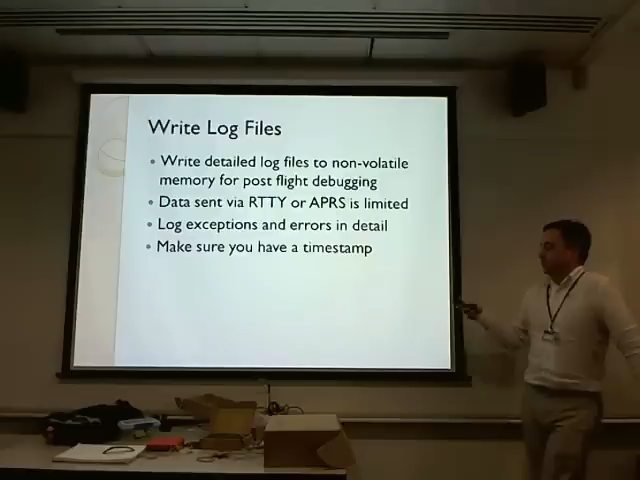 Write Log Files
• Write detailed log files to non-volatile
memory for post flight debugging
• Data sent via RTTY or APRS is limited
• Log exceptions and errors in detail
• Make sure you have a timestamp